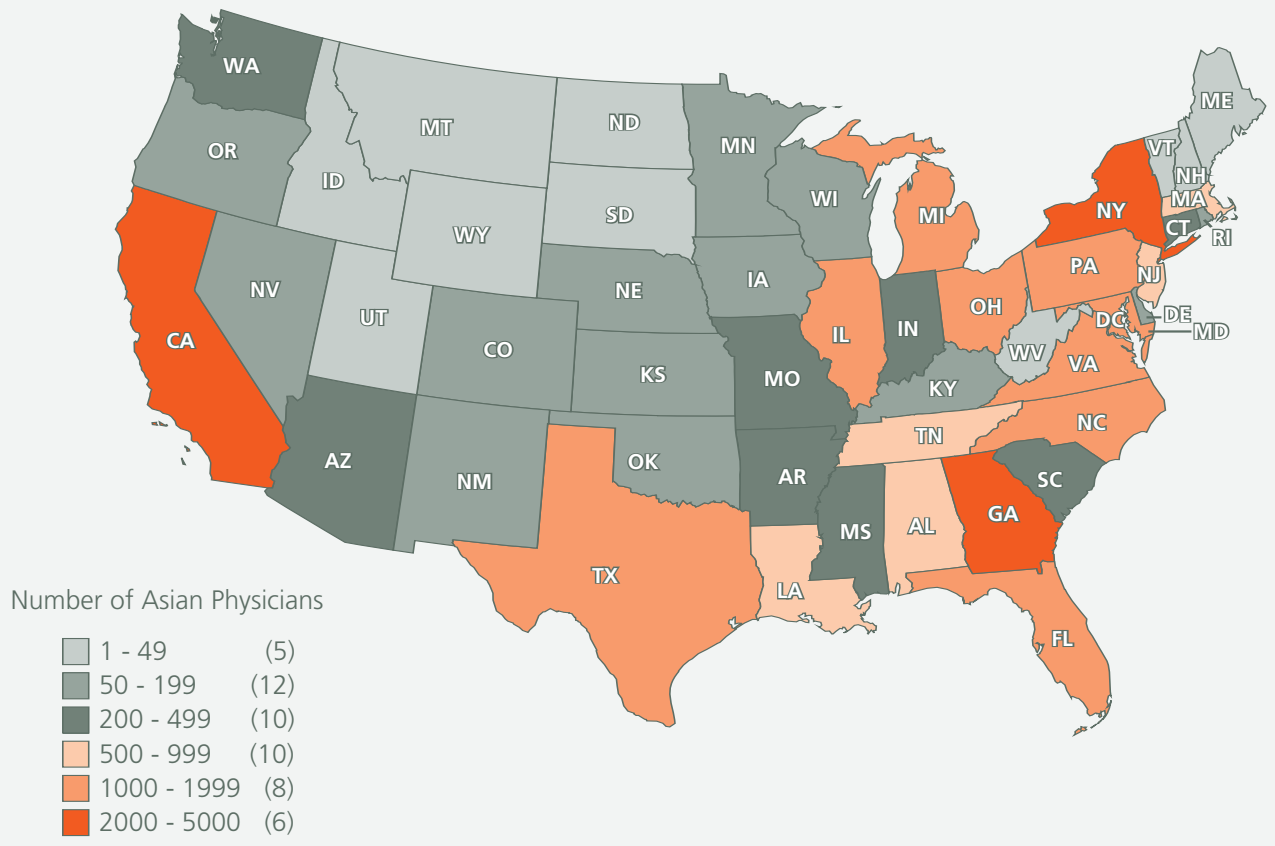 WA
ME
MT
ND
MN
VT
OR
ID
NH
SD
WI
MA
NY
MI
CT
RI
WY
PA
NJ
NV
NE
IA
UT
OH
DC
DE
CA
CO
IL
IN
MD
WV
VA
KS
MO
KY
NC
TN
AZ
OK
AR
SC
NM
GA
MS
AL
TX
LA
FL
Number of Asian Physicians
1 - 49 (5)
50 - 199 (12)
200 - 499 (10)
500 - 999 (10)
1000 - 1999 (8)
2000 - 5000 (6)